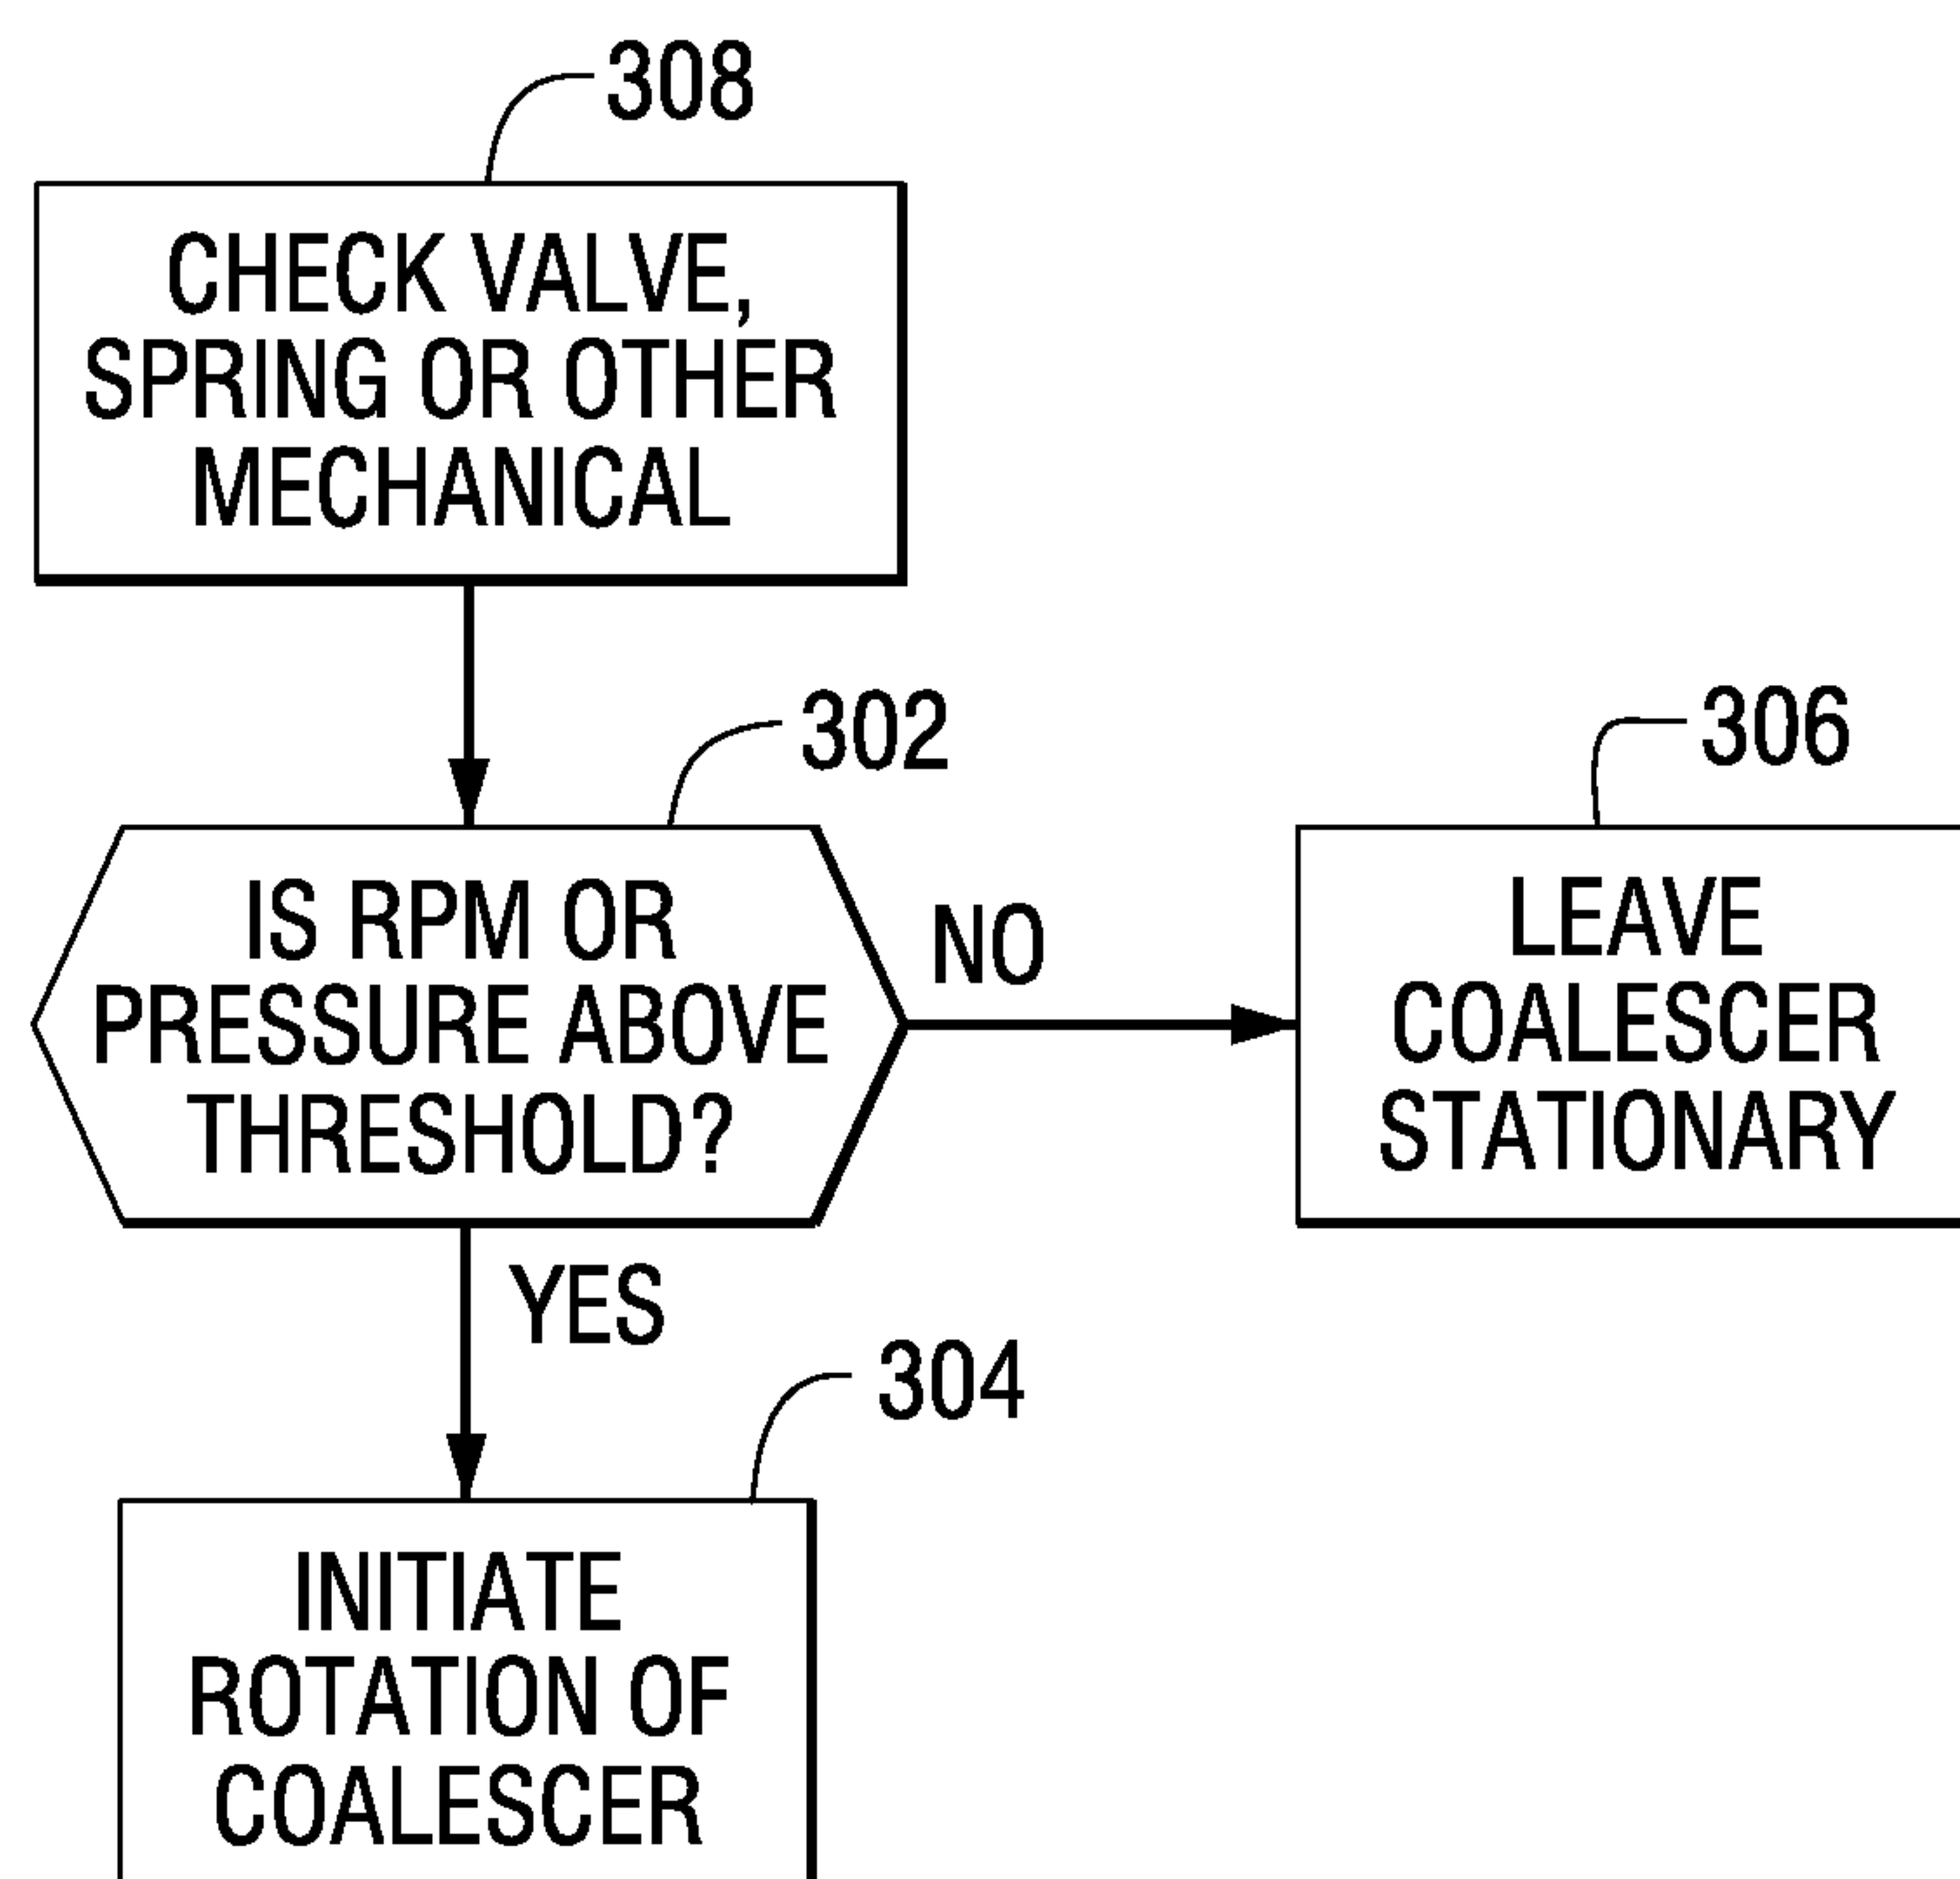 308
CHECK VALVE,
SPRING OR OTHER
MECHANICAL
302
IS RPM OR
PRESSURE ABOVE
THRESHOLD?
NO
306
LEAVE
COALESCER
STATIONARY
YES
304
INITIATE
ROTATION OF
COALESCER